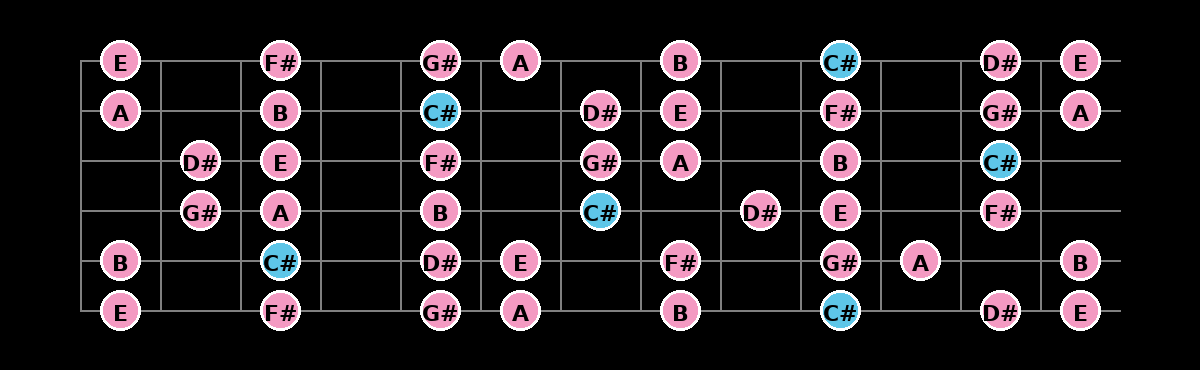 E F# G# A B C# D# E
A B C# D# E F# G# A
D# E F# G# A B C#
G# A B C# D# E F#
B C# D# E F# G# A B
E F# G# A B C# D# E